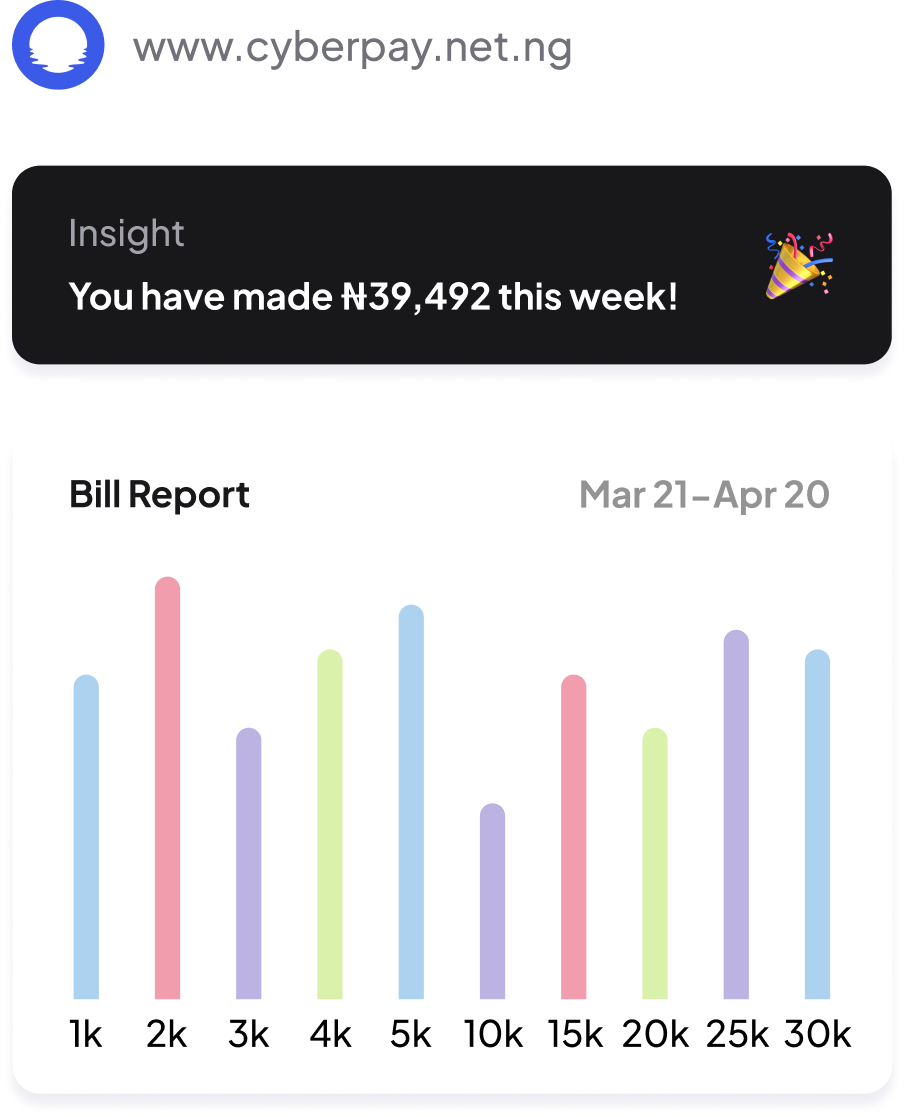 www.cyberpay.net.ng
Insight
You have made ₦39,492 this week!
Bill Report
Mar 21–Apr 20
1k 2k 3k 4k 5k 10k 15k 20k 25k 30k